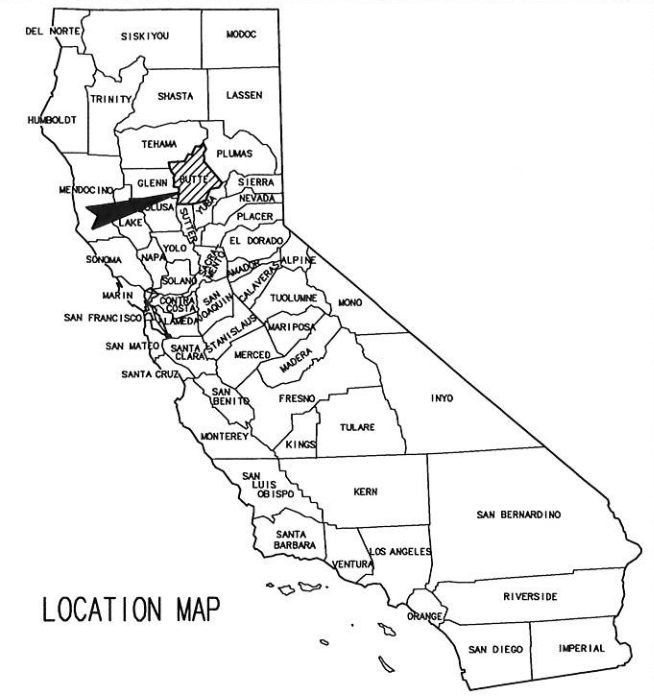 DEL NORTE
SISKIYOU
MODOC
TRINITY
SHASTA
LASSEN
HUMBOLDT
TEHAMA
PLUMAS
MENDOCINO
GLENN
BUTTE
SIERRA
NEVADA
YUBA
OLUSA
LAKE
SUTTER
PLACER
YOLO
EL DORADO
SONOMA
NAPA
SACRA
MENTO
AMADOR
ALPINE
SOLANO
CALAVERAS
MARIN
CONTRA
COSTA
SAN
JOAQUIN
TUOLUMNE
MONO
SAN FRANCISCO
ALAMEDA
STANISLAUS
MARIPOSA
SAN MATEO
SANTA
CLARA
MERCED
MADERA
SANTA CRUZ
SAN
BENITO
FRESNO
INYO
MONTEREY
KINGS
TULARE
SAN
LUIS
OBISPO
KERN
SAN BERNARDINO
SANTA
BARBARA
VENTURA
LOS ANGELES
RIVERSIDE
ORANGE
LOCATION MAP
SAN DIEGO
IMPERIAL